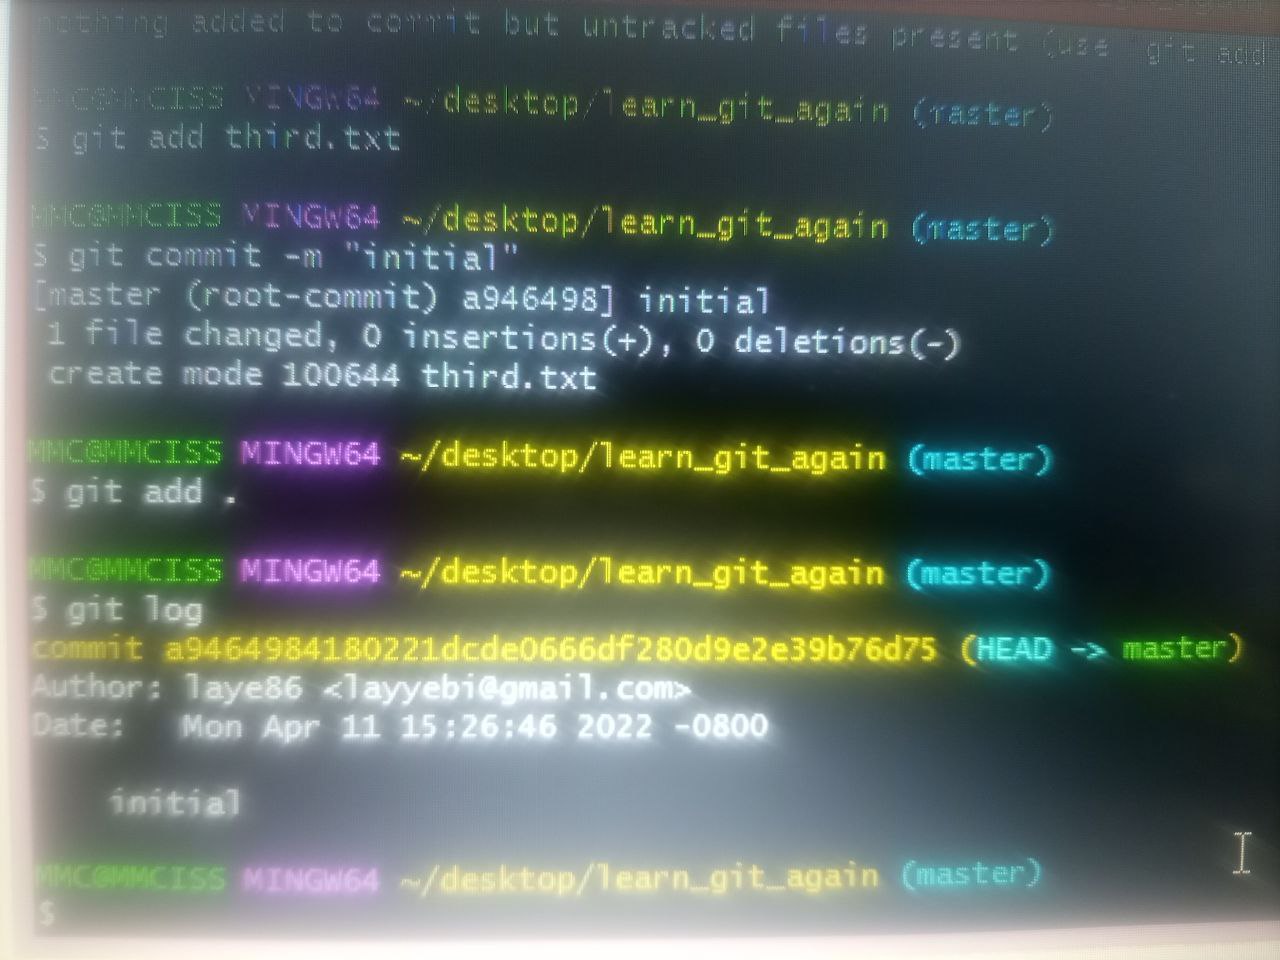 nothing added to commit but untracked files present (use git add
MMC@MMCISS MINGW64 ~/desktop/learn_git_again (master)
$ git add third.txt
MMC@MMCISS MINGW64 ~/desktop/learn_git_again (master)
$ git commit -m "initial"
[master (root-commit) a946498] initial
1 file changed, 0 insertions(+), 0 deletions(-)
create mode 100644 third.txt
MMC@MMCISS MINGW64 ~/desktop/learn_git_again (master)
$ git add .
MMC@MMCISS MINGW64 ~/desktop/learn_git_again (master)
$ git log
commit a9464984180221dcde0666df280d9e2e39b76d75 (HEAD -> master)
Author: laye86 <layyebi@gmail.com>
Date:   Mon Apr 11 15:26:46 2022 -0800
initial
MMC@MMCISS MINGW64 ~/desktop/learn_git_again (master)
$